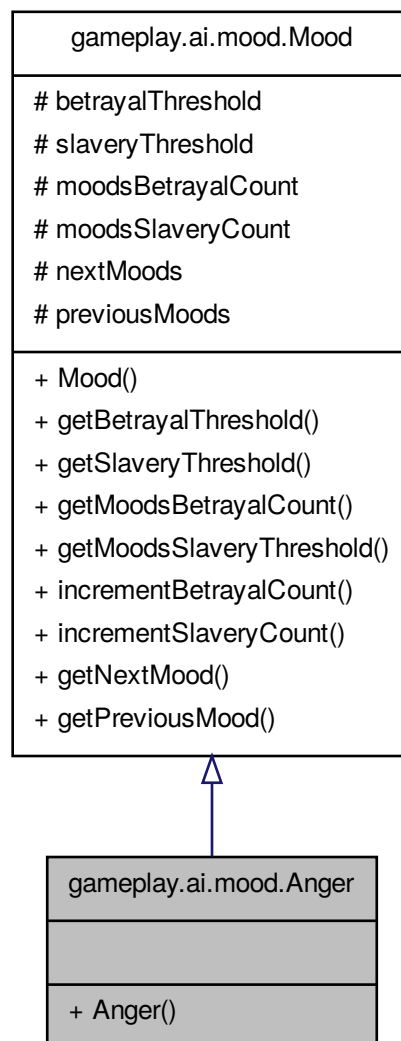 gameplay.ai.mood.Mood
# betrayalThreshold
# slaveryThreshold
# moodsBetrayalCount
# moodsSlaveryCount
# nextMoods
# previousMoods
+ Mood()
+ getBetrayalThreshold()
+ getSlaveryThreshold()
+ getMoodsBetrayalCount()
+ getMoodsSlaveryThreshold()
+ incrementBetrayalCount()
+ incrementSlaveryCount()
+ getNextMood()
+ getPreviousMood()
gameplay.ai.mood.Anger
+ Anger()